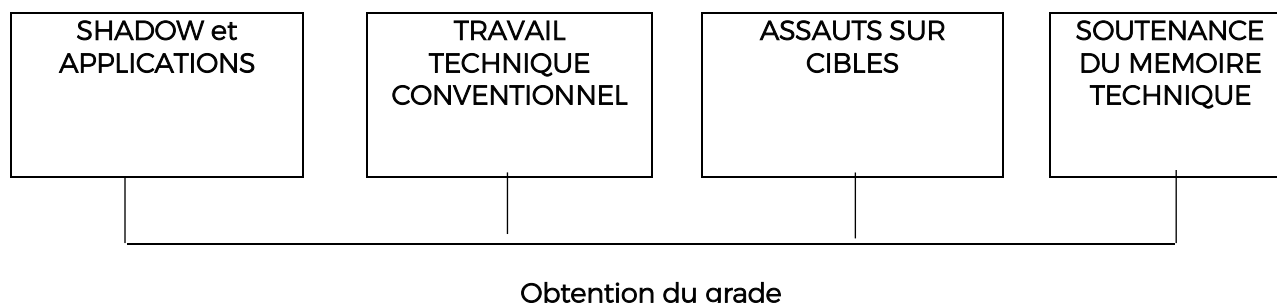 SHADOW et
APPLICATIONS
TRAVAIL
TECHNIQUE
CONVENTIONNEL
ASSAUTS SUR
CIBLES
SOUTENANCE
DU MEMOIRE
TECHNIQUE
Obtention du grade